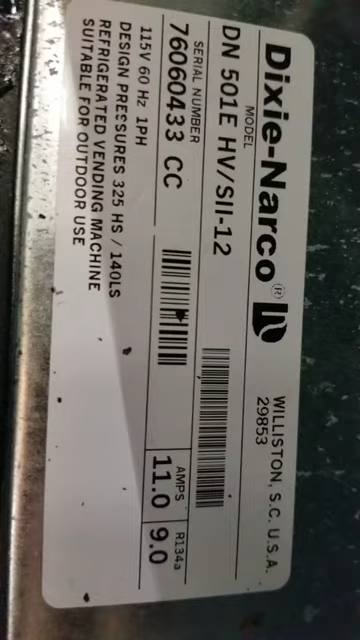 Dixie-Narco®
WILLISTON, S.C. U.S.A.
29853
MODEL
DN 501E HV/SII-12
SERIAL NUMBER
76060433 CC
AMPS
11.0
R134a
9.0
115V 60 Hz 1PH
DESIGN PRESSURES 325 HS / 140LS
REFRIGERATED VENDING MACHINE
SUITABLE FOR OUTDOOR USE